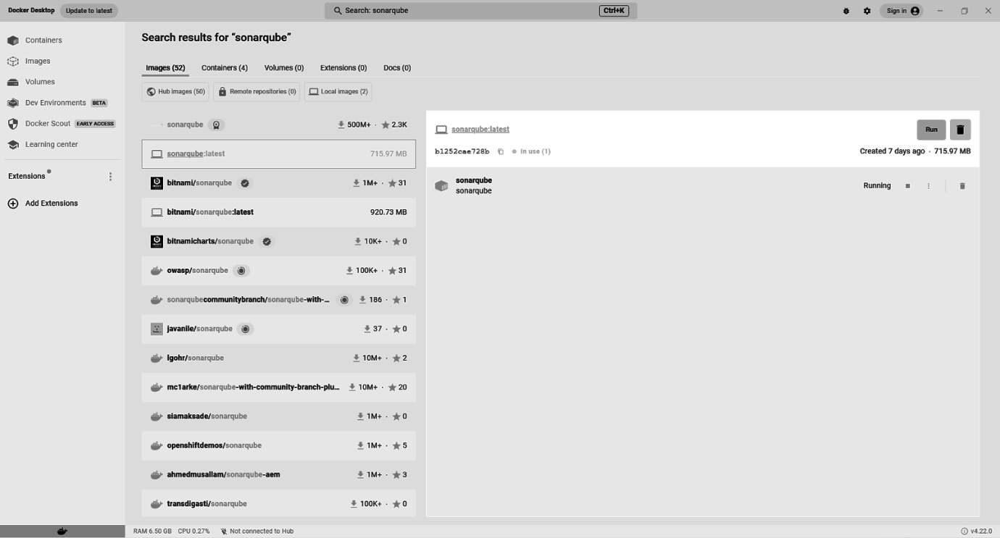 Docker Desktop Update to latest Search: sonarqube Ctrl+K Sign in
Containers
Images
Volumes
Dev Environments BETA
Docker Scout EARLY ACCESS
Learning center
Extensions
Add Extensions
Search results for “sonarqube”
Images (52) Containers (4) Volumes (0) Extensions (0) Docs (0)
Hub images (50) Remote repositories (0) Local images (2)
sonarqube 500M+ · 2.3K
sonarqube:latest 715.97 MB
bitnami/sonarqube 1M+ · 31
bitnami/sonarqube:latest 920.73 MB
bitnamicharts/sonarqube 10K+ · 0
owasp/sonarqube 100K+ · 31
sonarqubecommunitybranch/sonarqube-with-... 186 · 1
javanile/sonarqube 37 · 0
lgohr/sonarqube 10M+ · 2
mc1arke/sonarqube-with-community-branch-plu... 10M+ · 20
siamaksade/sonarqube 1M+ · 0
openshiftdemos/sonarqube 1M+ · 5
ahmedmusallam/sonarqube-aem 1M+ · 3
transdigasti/sonarqube 100K+ · 0
sonarqube:latest Run
b1252cae728b In use (1) Created 7 days ago · 715.97 MB
sonarqube
sonarqube
Running
RAM 6.50 GB CPU 0.27% Not connected to Hub v4.22.0